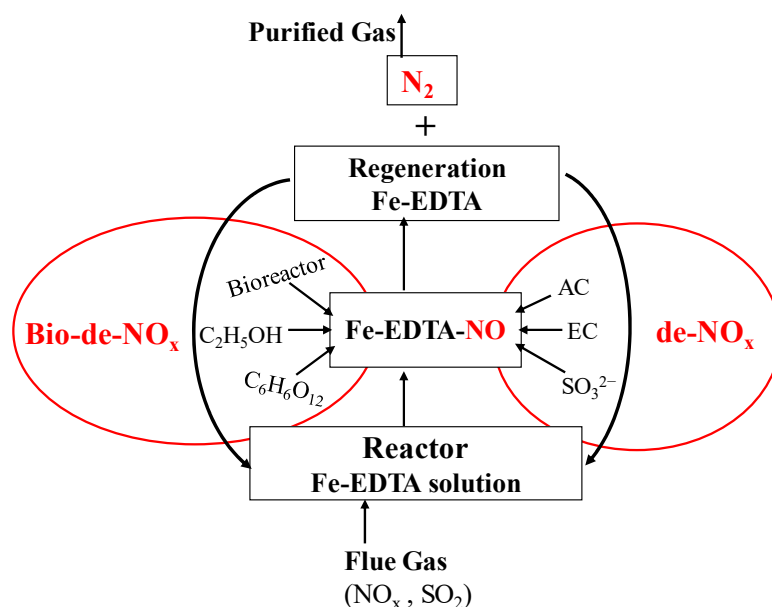 Purified Gas
N₂
+
Regeneration
Fe-EDTA
Bioreactor
AC
Bio-de-NOₓ
C₂H₅OH
Fe-EDTA-NO
EC
de-NOₓ
C₆H₆O₁₂
SO₃²⁻
Reactor
Fe-EDTA solution
Flue Gas
(NOₓ , SO₂)